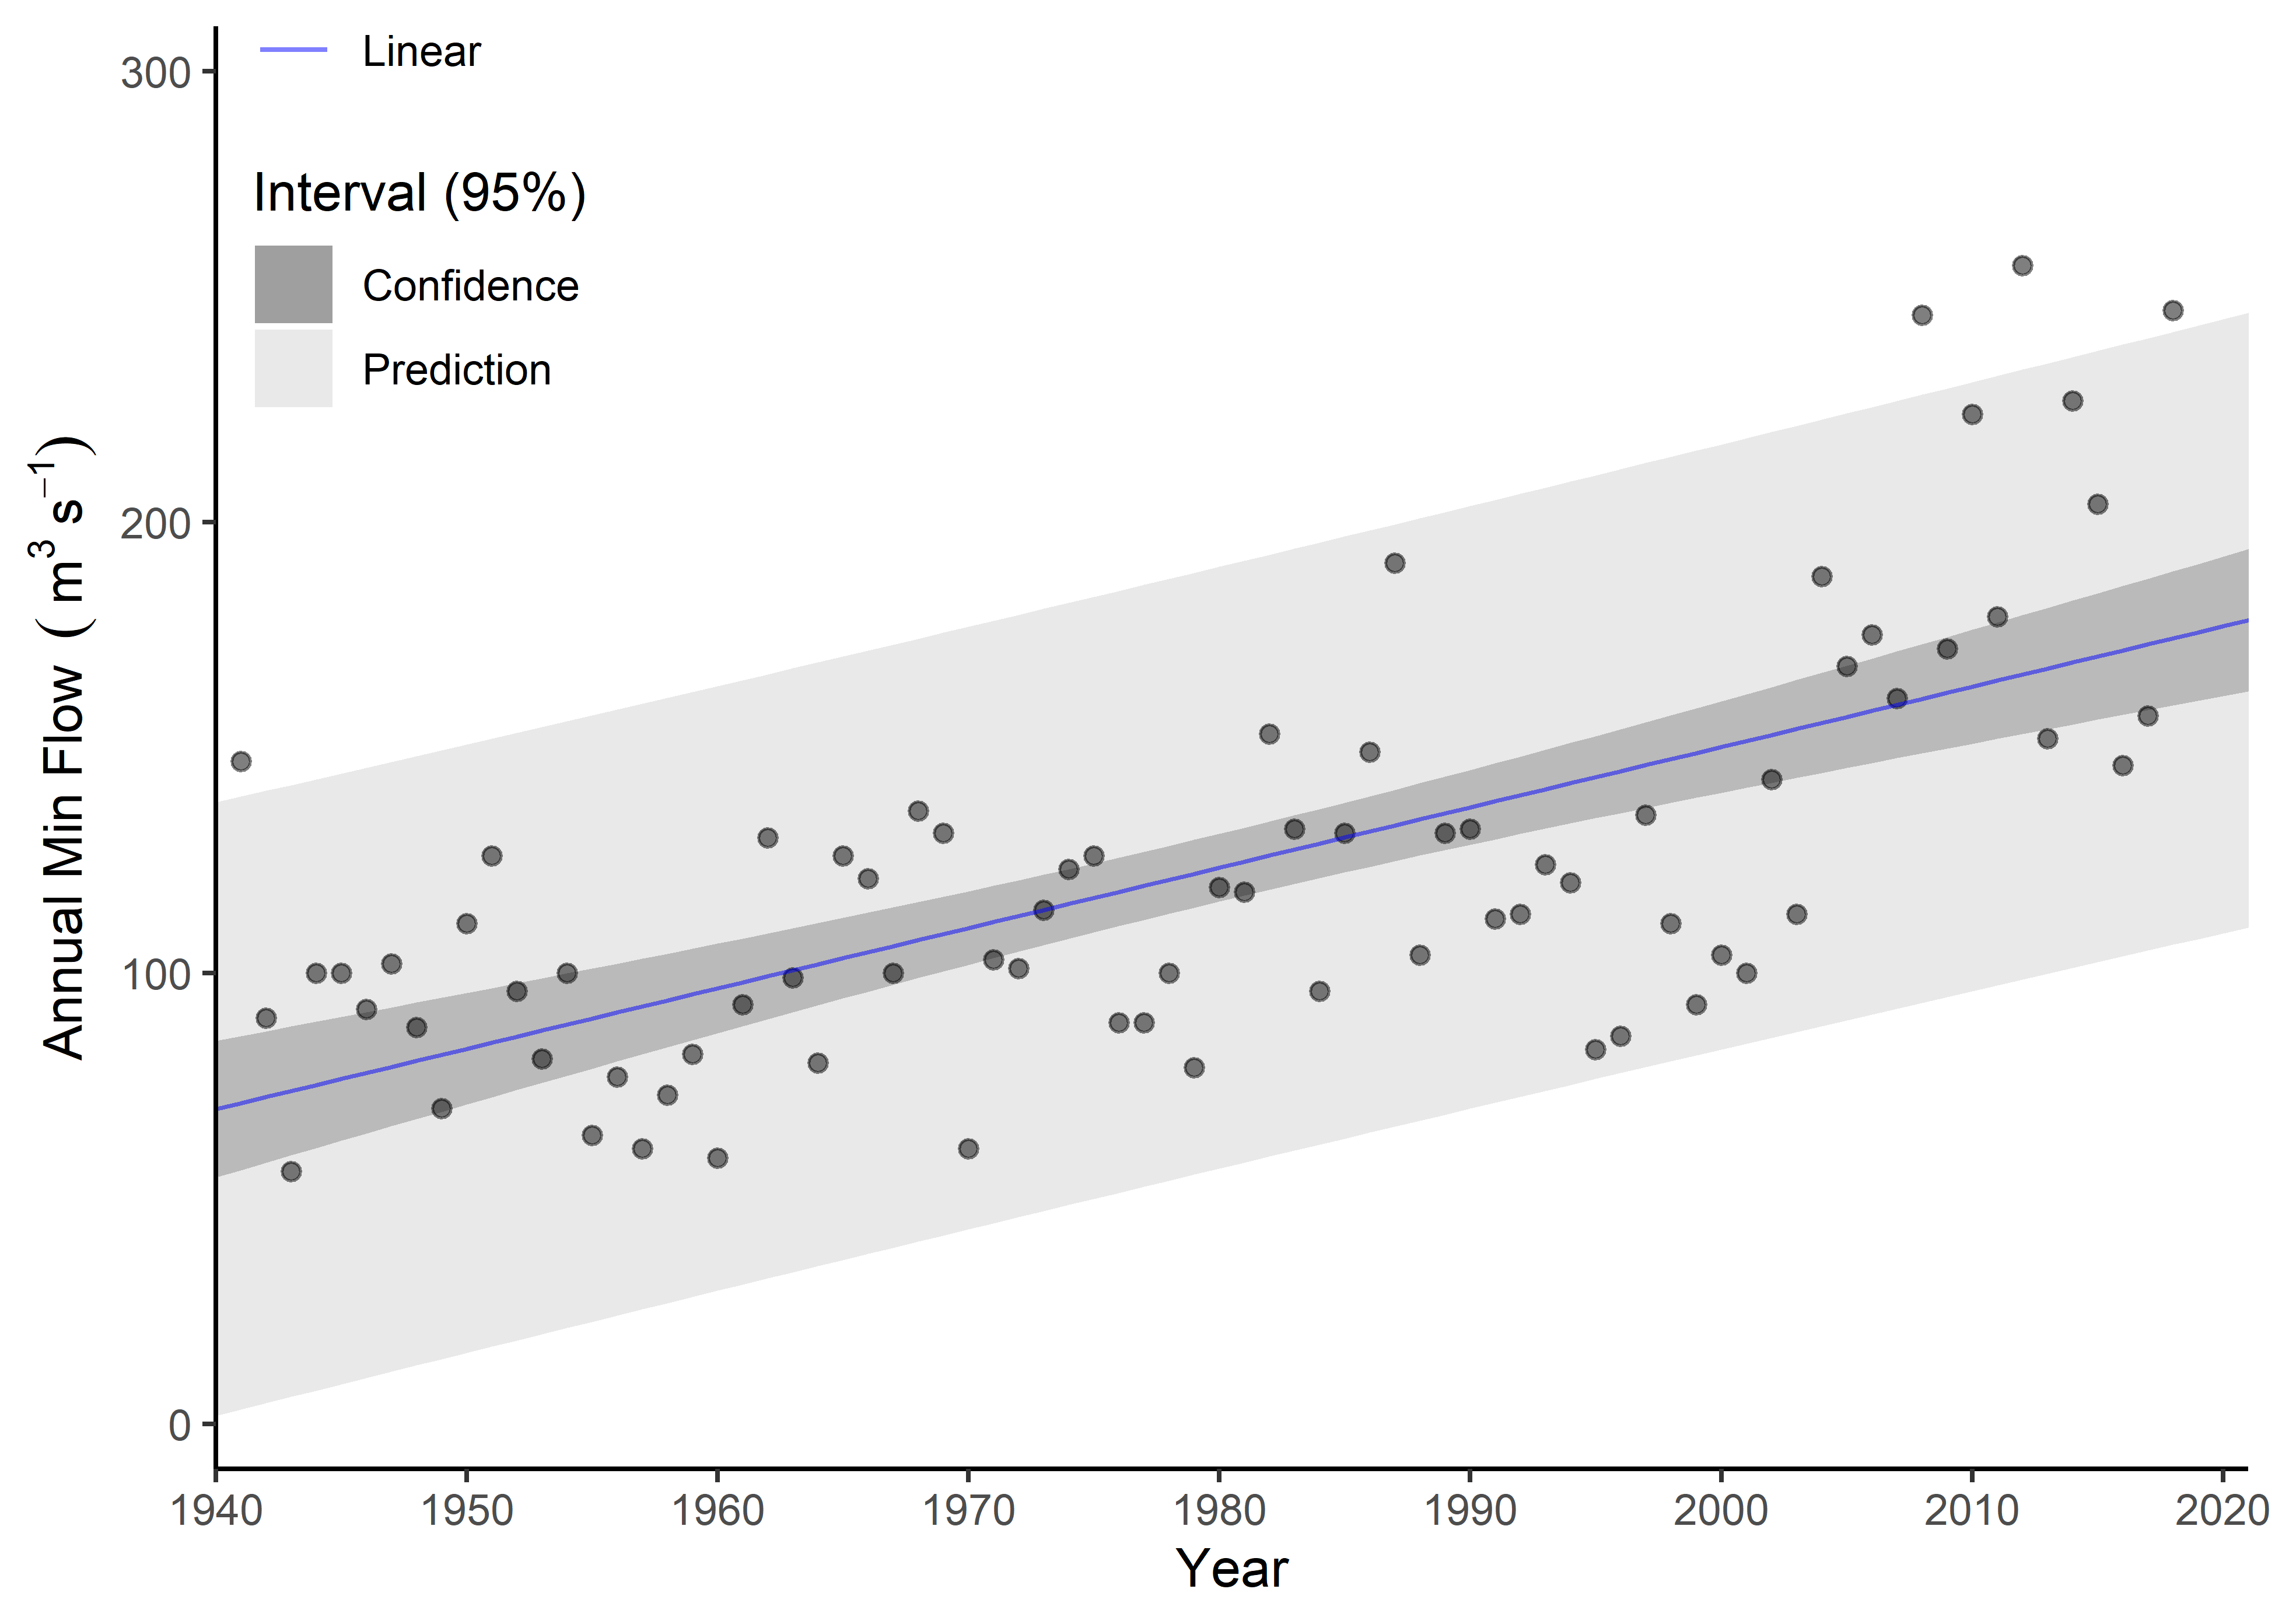 Linear
Interval (95%)
Confidence
Prediction
Annual Min Flow ( m³ s⁻¹)
300
200
100
0
1940 1950 1960 1970 1980 1990 2000 2010 2020
Year